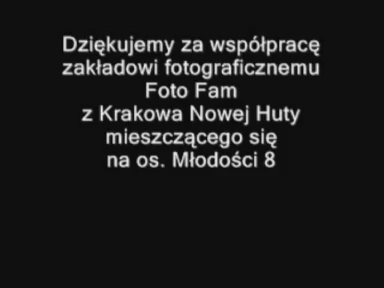 Dziękujemy za współpracę
zakładowi fotograficznemu
Foto Fam
z Krakowa Nowej Huty
mieszczącego się
na os. Młodości 8